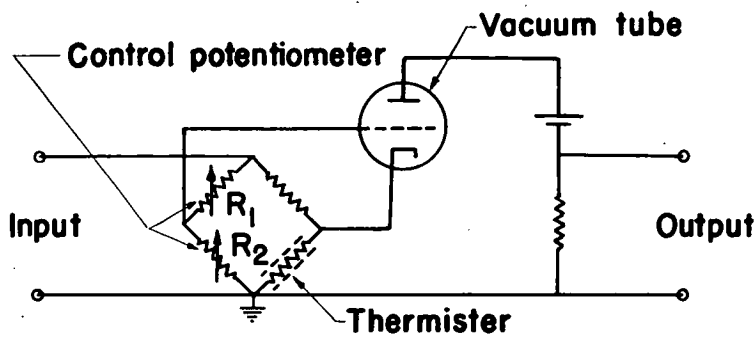 Vacuum tube
Control potentiometer
R1
Input
R2
Output
Thermister